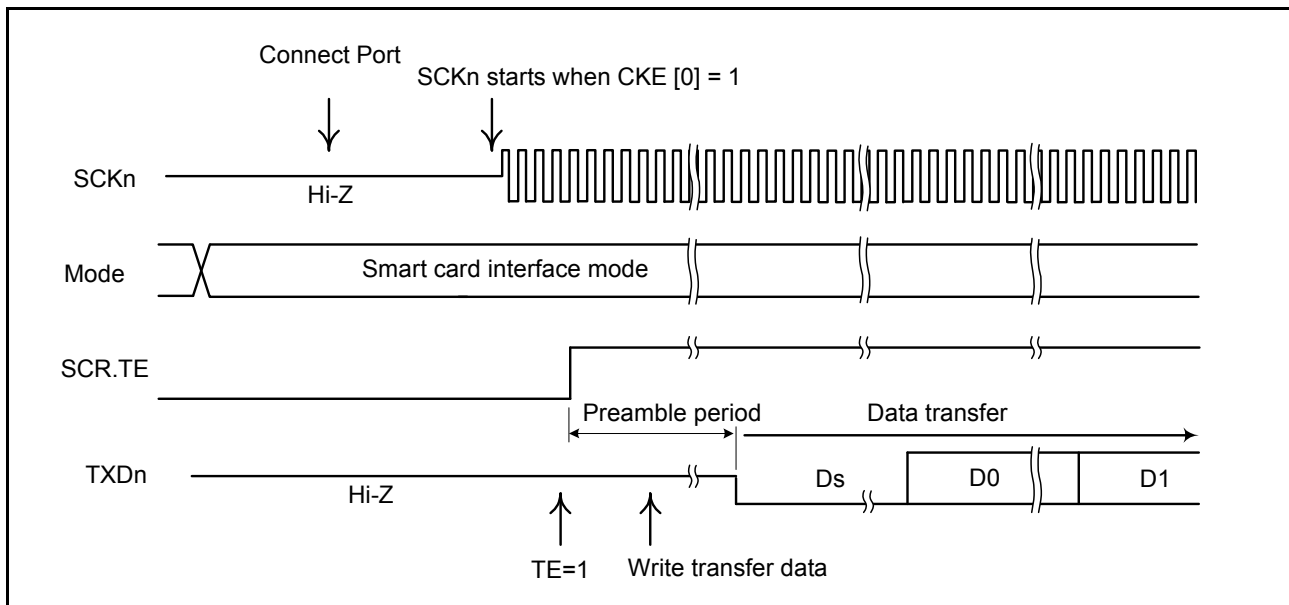 Connect Port
SCKn starts when CKE [0] = 1
SCKn
Hi-Z
Mode
Smart card interface mode
SCR.TE
Preamble period
Data transfer
TXDn
Hi-Z
Ds
D0
D1
TE=1
Write transfer data